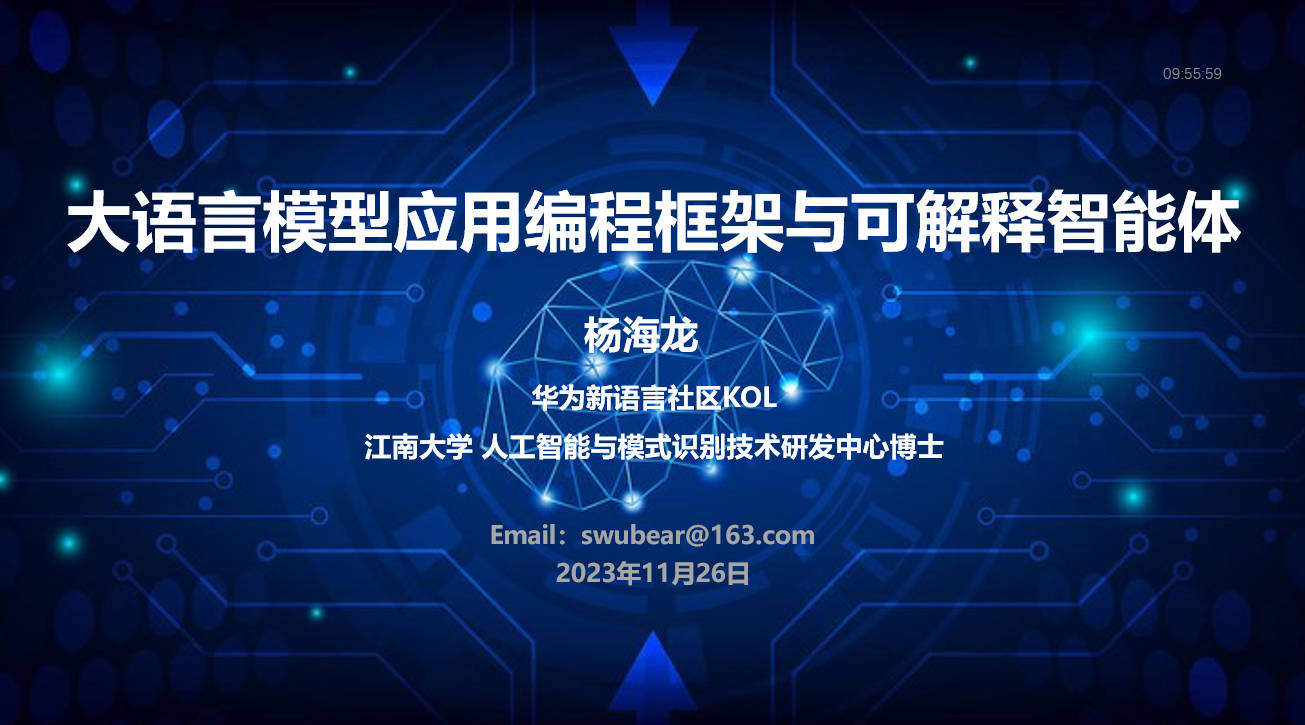 09:55:59
大语言模型应用编程框架与可解释智能体
杨海龙
华为新语言社区KOL
江南大学 人工智能与模式识别技术研发中心博士
Email：swubear@163.com
2023年11月26日